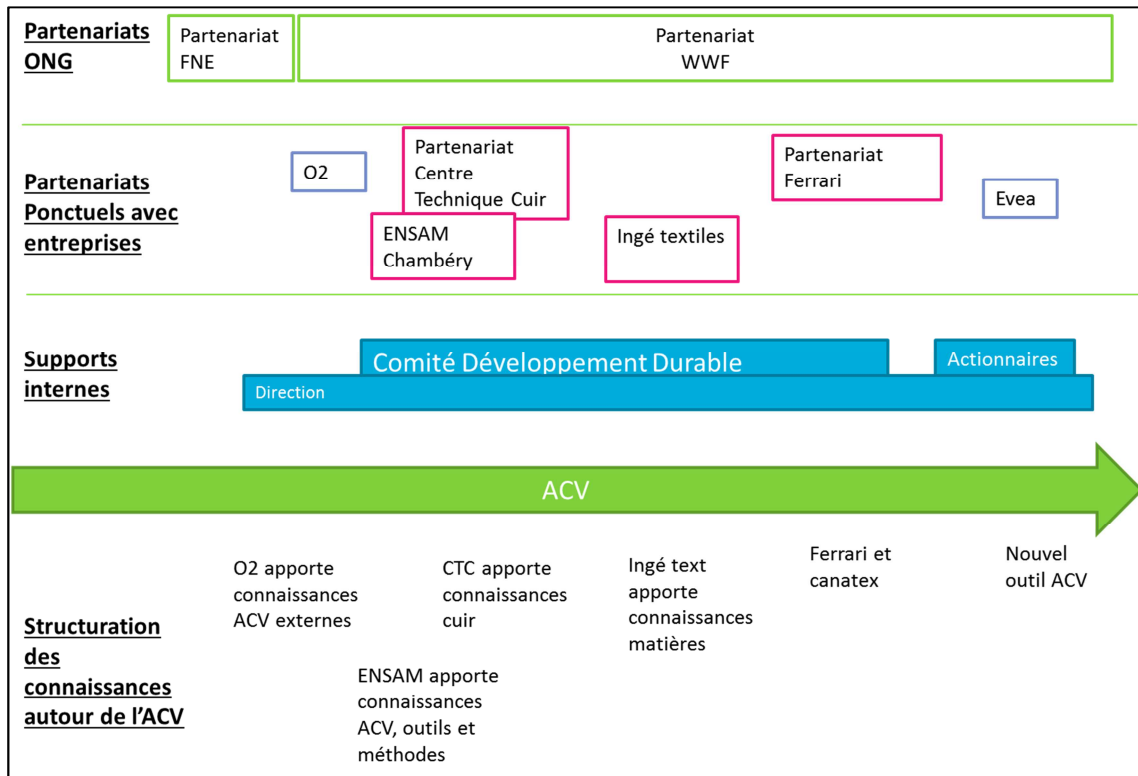 Partenariats
ONG
Partenariat
FNE
Partenariat
WWF
Partenariats
Ponctuels avec
entreprises
O2
Partenariat
Centre
Technique Cuir
ENSAM
Chambéry
Ingé textiles
Partenariat
Ferrari
Evea
Supports
internes
Comité Développement Durable
Actionnaires
Direction
ACV
Structuration
des
connaissances
autour de l'ACV
O2 apporte
connaissances
ACV externes
ENSAM apporte
connaissances
ACV, outils et
méthodes
CTC apporte
connaissances
cuir
Ingé text
apporte
connaissances
matières
Ferrari et
canatex
Nouvel
outil ACV